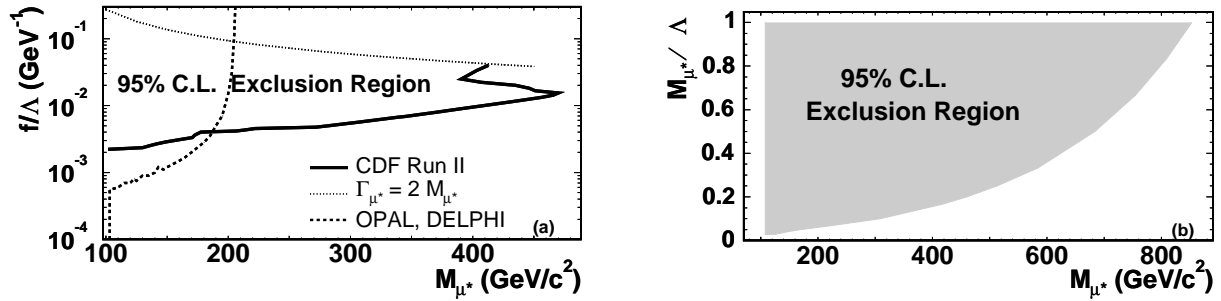 f/Λ (GeV⁻¹)
10⁻¹
10⁻²
10⁻³
10⁻⁴
95% C.L. Exclusion Region
CDF Run II
Γμ* = 2 Mμ*
OPAL, DELPHI
(a)
100 200 300 400
Mμ* (GeV/c²)
Mμ*/ Λ
1
0.8
0.6
0.4
0.2
0
95% C.L.
Exclusion Region
(b)
200 400 600 800
Mμ* (GeV/c²)